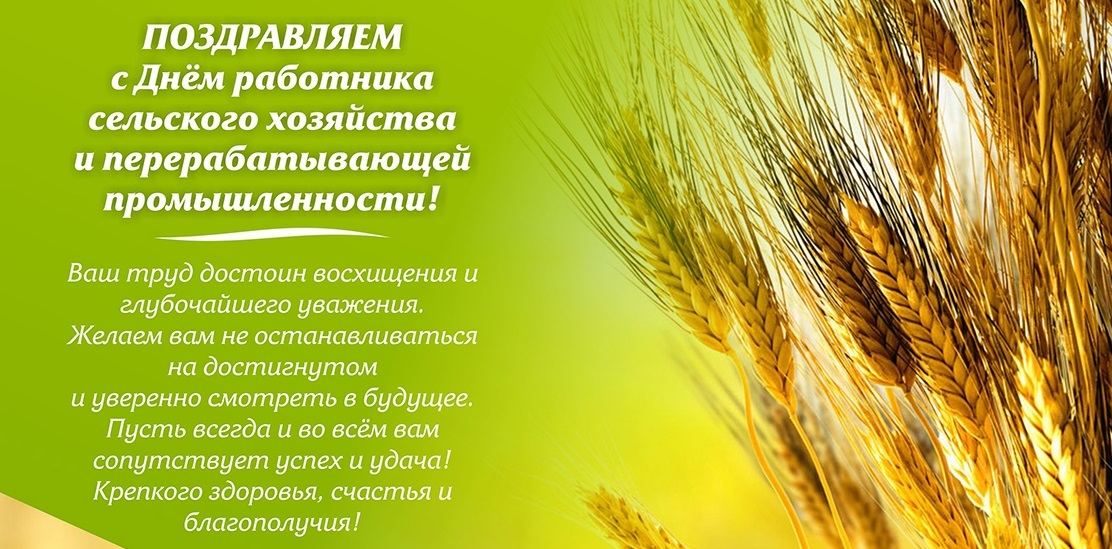 ПОЗДРАВЛЯЕМ
с Днём работника
сельского хозяйства
и перерабатывающей
промышленности!
Ваш труд достоин восхищения и
глубочайшего уважения.
Желаем вам не останавливаться
на достигнутом
и уверенно смотреть в будущее.
Пусть всегда и во всём вам
сопутствует успех и удача!
Крепкого здоровья, счастья и
благополучия!